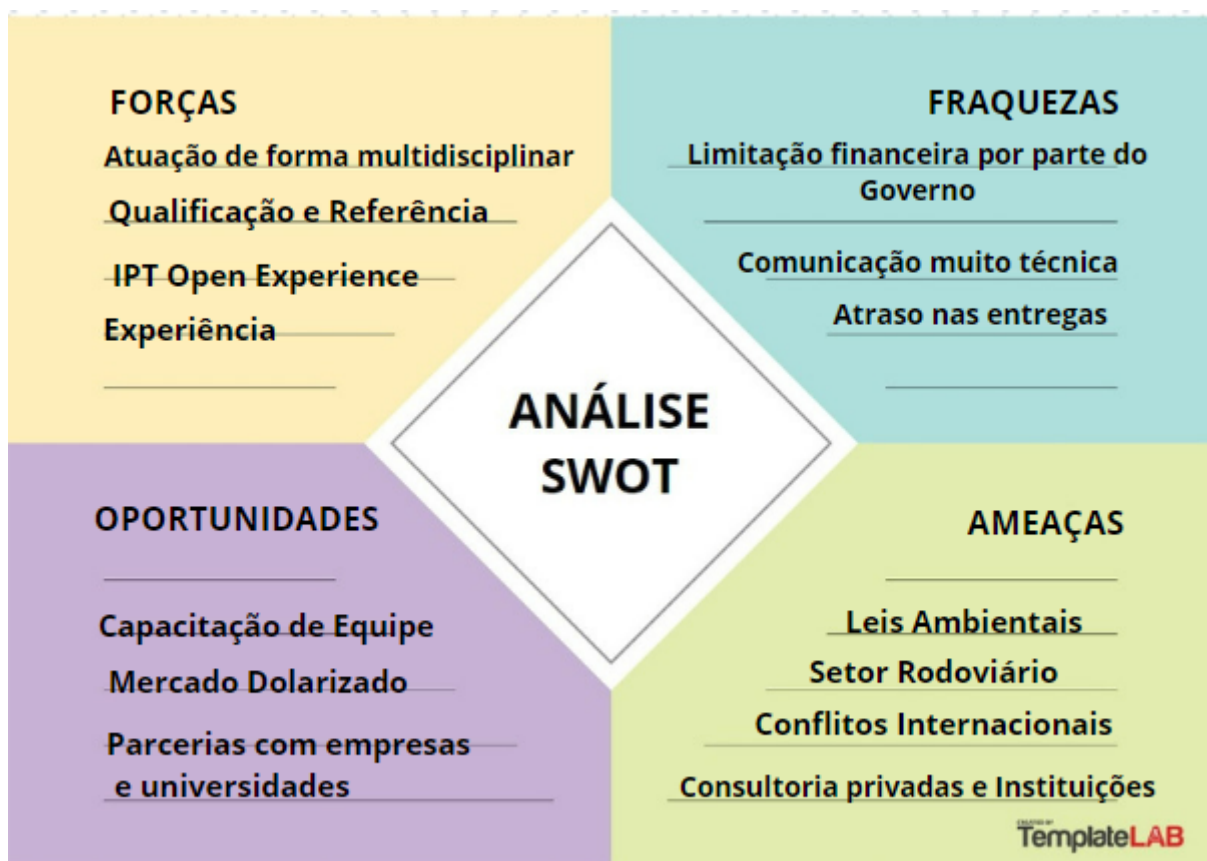 FORÇAS
Atuação de forma multidisciplinar
Qualificação e Referência
IPT Open Experience
Experiência
FRAQUEZAS
Limitação financeira por parte do
Governo
Comunicação muito técnica
Atraso nas entregas
ANÁLISE
SWOT
OPORTUNIDADES
Capacitação de Equipe
Mercado Dolarizado
Parcerias com empresas
e universidades
AMEAÇAS
Leis Ambientais
Setor Rodoviário
Conflitos Internacionais
Consultoria privadas e Instituições
CREATED BY
TemplateLAB